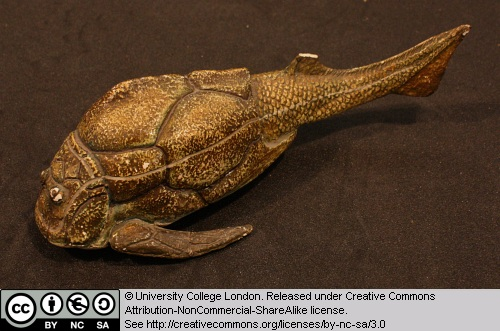 cc
BY NC SA
© University College London. Released under Creative Commons
Attribution-NonCommercial-ShareAlike license.
See http://creativecommons.org/licenses/by-nc-sa/3.0